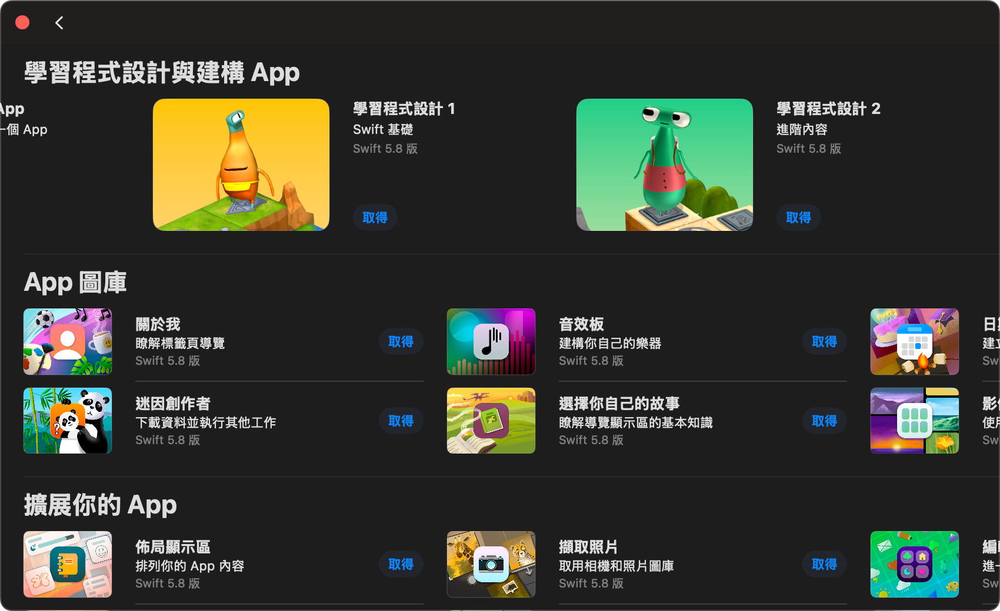 學習程式設計與建構 App
App
一個 App
學習程式設計 1
Swift 基礎
Swift 5.8 版
取得
學習程式設計 2
進階內容
Swift 5.8 版
取得
App 圖庫
關於我
瞭解標籤頁導覽
Swift 5.8 版
取得
音效板
建構你自己的樂器
Swift 5.8 版
取得
日
建立
Sw
迷因創作者
下載資料並執行其他工作
Swift 5.8 版
取得
選擇你自己的故事
瞭解導覽顯示區的基本知識
Swift 5.8 版
取得
影
使用
Sw
擴展你的 App
佈局顯示區
排列你的 App 內容
Swift 5.8 版
取得
擷取照片
取用相機和照片圖庫
Swift 5.8 版
取得
編
進一
Sw